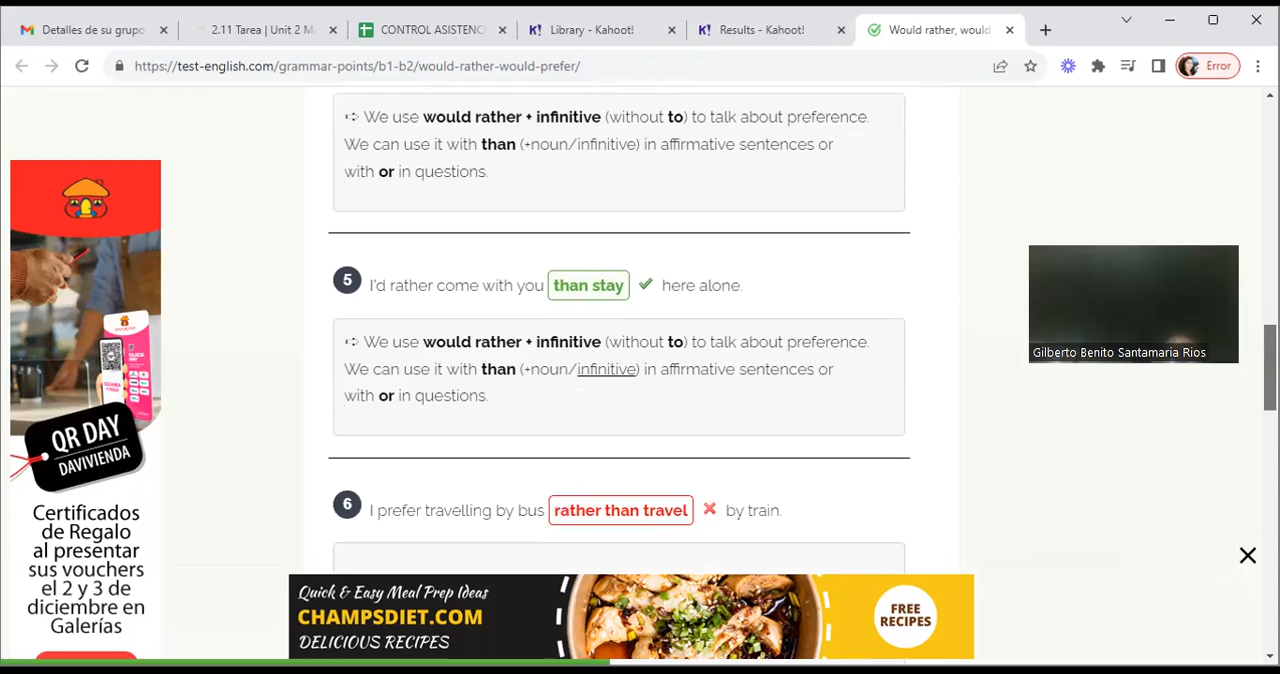 Detalles de su grupo
2.11 Tarea | Unit 2 M
CONTROL ASISTENC
Library - Kahoot!
Results - Kahoot!
Would rather, would
https://test-english.com/grammar-points/b1-b2/would-rather-would-prefer/
Error
➪ We use would rather + infinitive (without to) to talk about preference.
We can use it with than (+noun/infinitive) in affirmative sentences or
with or in questions.
5 I'd rather come with you than stay ✔ here alone.
➪ We use would rather + infinitive (without to) to talk about preference.
We can use it with than (+noun/infinitive) in affirmative sentences or
with or in questions.
6 I prefer travelling by bus rather than travel ✖ by train.
Gilberto Benito Santamaria Rios
QR DAY
DAVIVIENDA
Certificados
de Regalo
al presentar
sus vouchers
el 2 y 3 de
diciembre en
Galerías
Quick & Easy Meal Prep Ideas
CHAMPSDIET.COM
DELICIOUS RECIPES
FREE
RECIPES